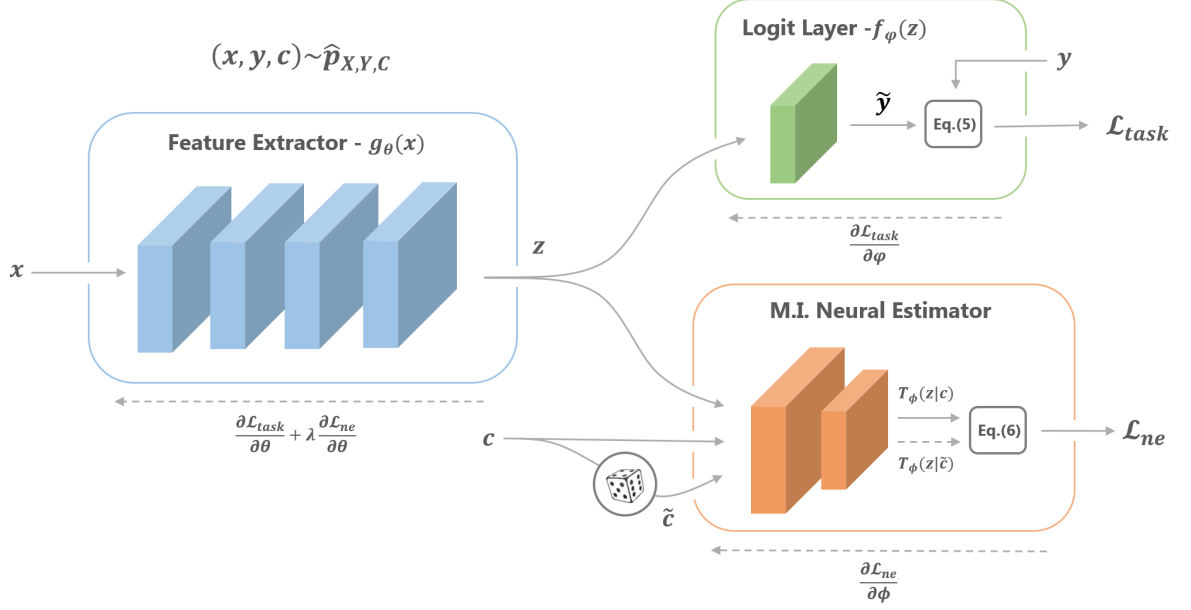 (x, y, c)~p̂_{X,Y,C}
Feature Extractor - g_θ(x)
x
z
∂ℒ_task/∂θ + λ ∂ℒ_ne/∂θ
Logit Layer -f_φ(z)
y
ỹ
Eq.(5)
ℒ_task
∂ℒ_task/∂φ
M.I. Neural Estimator
T_ϕ(z|c)
Eq.(6)
T_ϕ(z|c̃)
ℒ_ne
c
c̃
∂ℒ_ne/∂ϕ